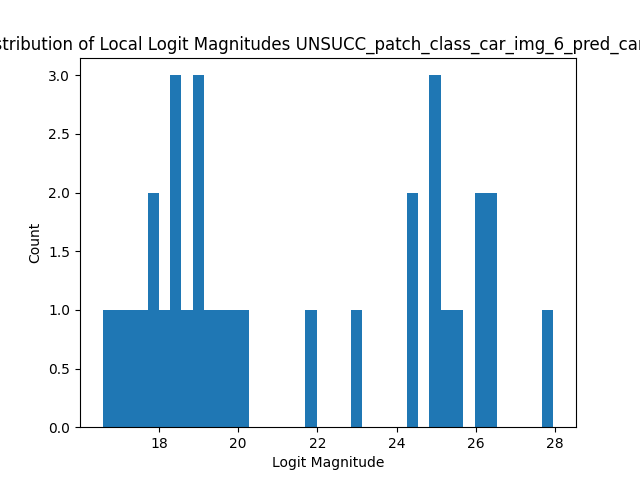 stribution of Local Logit Magnitudes UNSUCC_patch_class_car_img_6_pred_car
3.0
2.5
2.0
1.5
1.0
0.5
0.0
Count
18 20 22 24 26 28
Logit Magnitude